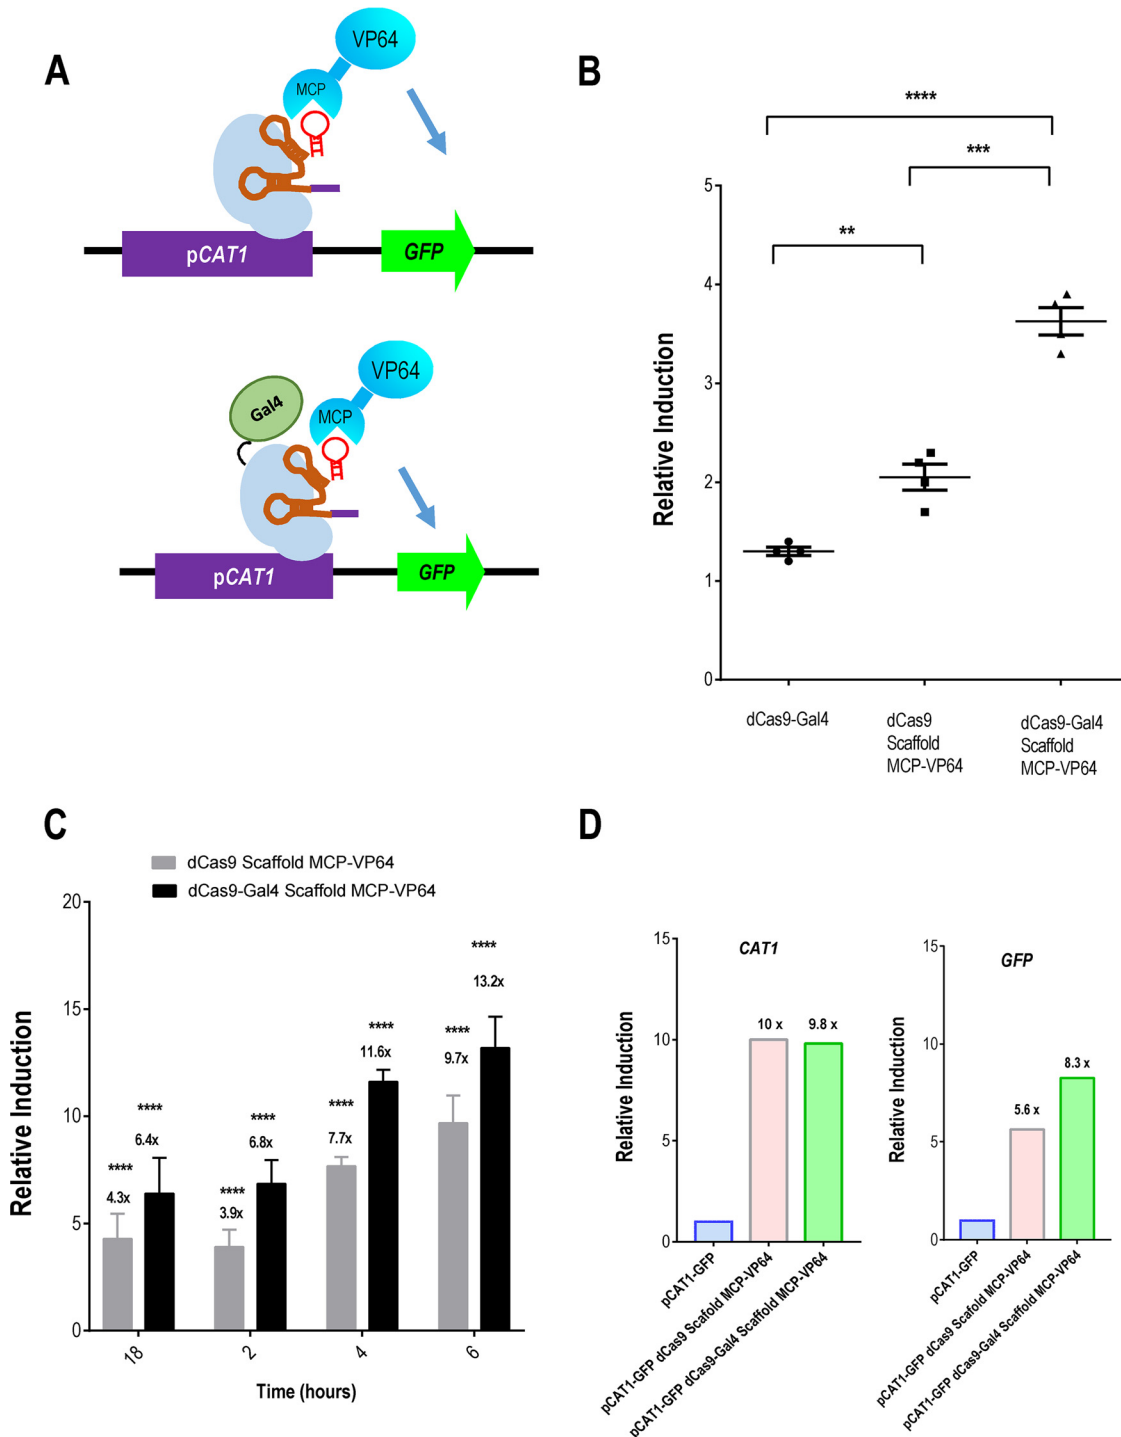 A
VP64
MCP
pCAT1
GFP
VP64
Gal4
MCP
pCAT1
GFP
B
****
***
**
5
4
3
2
1
0
Relative Induction
dCas9-Gal4
dCas9
Scaffold
MCP-VP64
dCas9-Gal4
Scaffold
MCP-VP64
C
dCas9 Scaffold MCP-VP64
dCas9-Gal4 Scaffold MCP-VP64
20
15
10
5
0
Relative Induction
****
4.3x
****
6.4x
****
3.9x
****
6.8x
****
7.7x
****
11.6x
****
9.7x
****
13.2x
18
2
4
6
Time (hours)
D
CAT1
15
10
5
0
Relative Induction
10 x
9.8 x
pCAT1-GFP
pCAT1-GFP dCas9 Scafold MCP-VP64
pCAT1-GFP dCas9-Gal4 Scaffold MCP-VP64
GFP
15
10
5
0
Relative Induction
5.6 x
8.3 x
pCAT1-GFP
pCAT1-GFP dCas9 Scafold MCP-VP64
pCAT1-GFP dCas9-Gal4 Scaffold MCP-VP64